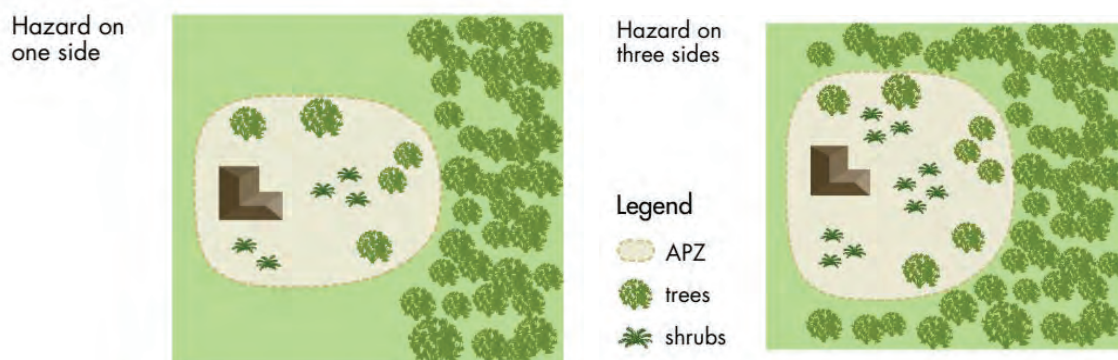 Hazard on
one side
Hazard on
three sides
Legend
APZ
trees
shrubs